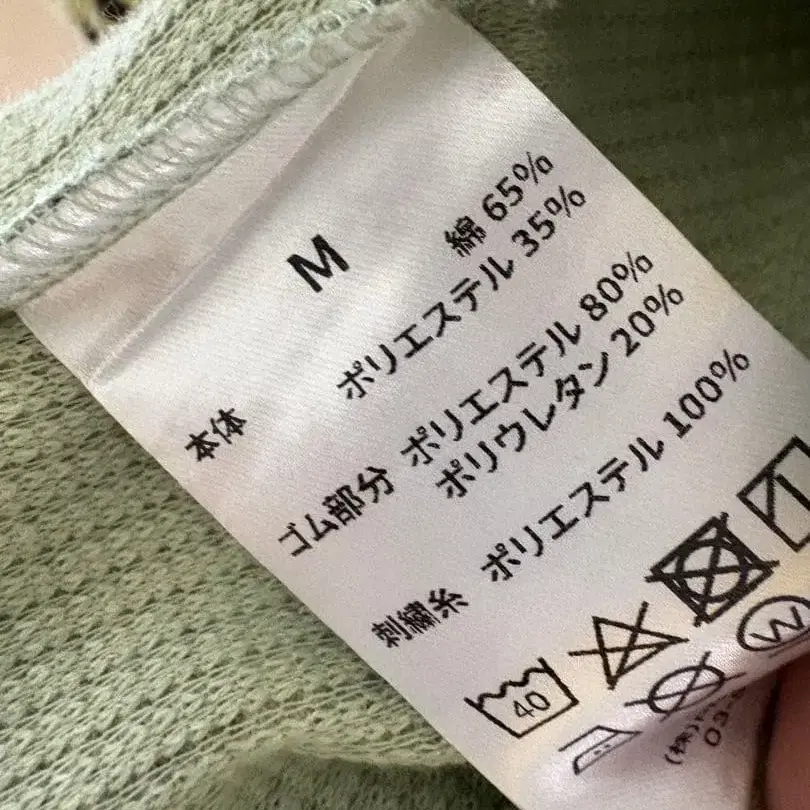 M
本体 綿 65%
ポリエステル 35%
ゴム部分 ポリエステル 80%
ポリウレタン 20%
刺繍糸 ポリエステル 100%
40
W
(株)
03-